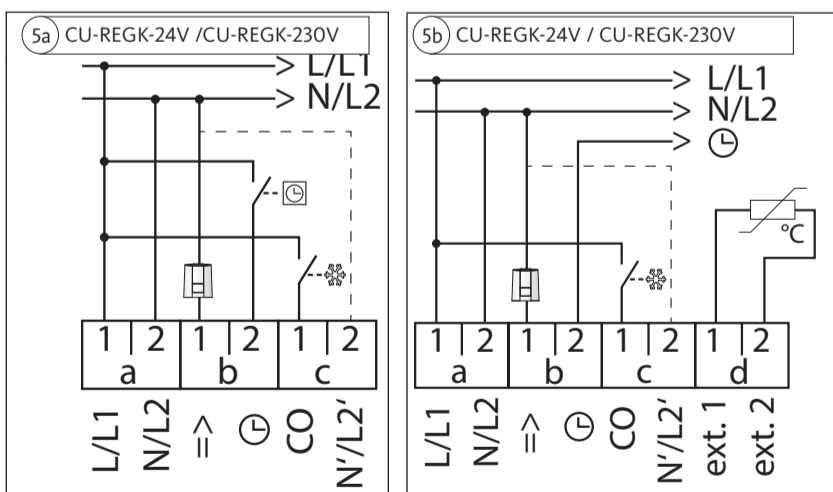 5a) CU-REGK-24V /CU-REGK-230V
L/L1
N/L2
1 2 1 2 1 2
a b c
L/L1 N/L2 => CO N'/L2'
5b) CU-REGK-24V / CU-REGK-230V
L/L1
N/L2
°C
1 2 1 2 1 2 1 2
a b c d
L/L1 N/L2 => CO N'/L2' ext. 1 ext. 2